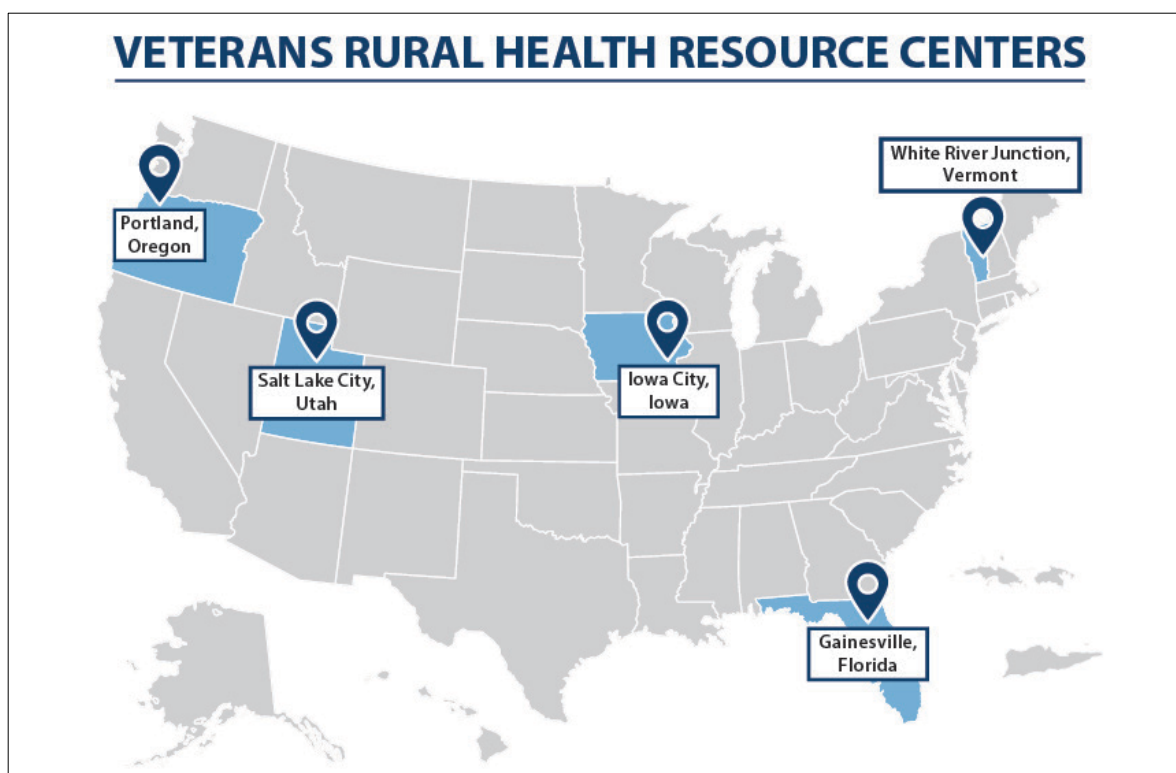 VETERANS RURAL HEALTH RESOURCE CENTERS
White River Junction,
Vermont
Portland,
Oregon
Salt Lake City,
Utah
Iowa City,
Iowa
Gainesville,
Florida